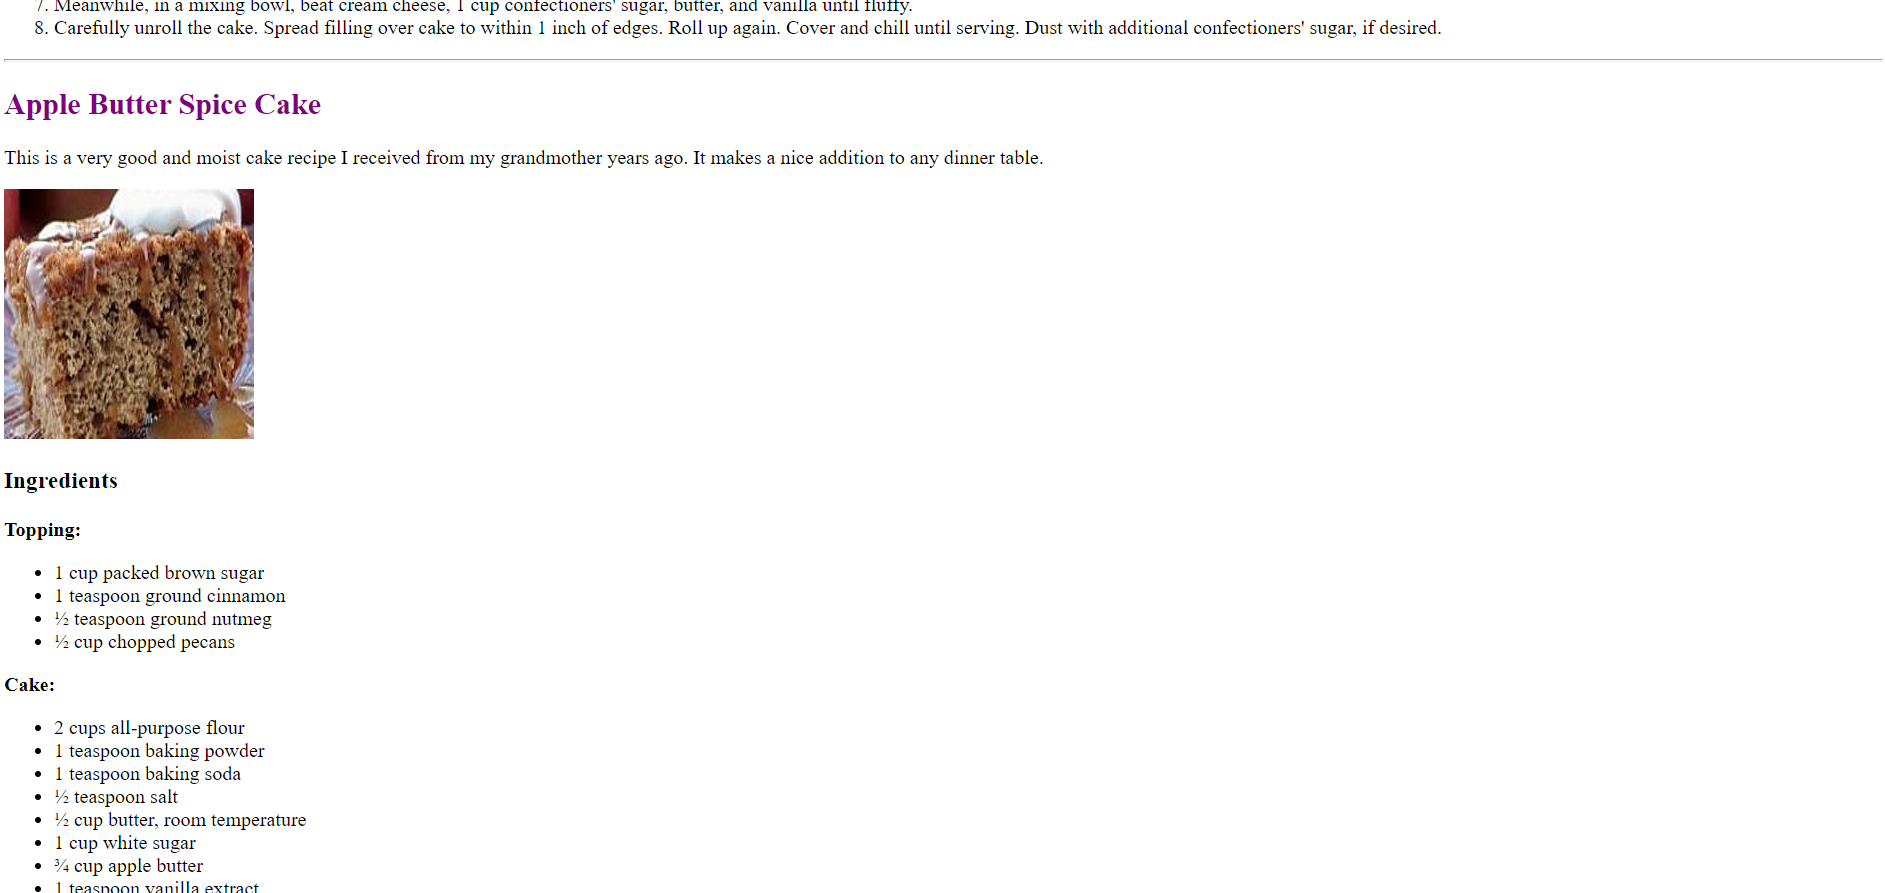 7. Meanwhile, in a mixing bowl, beat cream cheese, 1 cup confectioners' sugar, butter, and vanilla until fluffy.
8. Carefully unroll the cake. Spread filling over cake to within 1 inch of edges. Roll up again. Cover and chill until serving. Dust with additional confectioners' sugar, if desired.
Apple Butter Spice Cake
This is a very good and moist cake recipe I received from my grandmother years ago. It makes a nice addition to any dinner table.
Ingredients
Topping:
• 1 cup packed brown sugar
• 1 teaspoon ground cinnamon
• ½ teaspoon ground nutmeg
• ½ cup chopped pecans
Cake:
• 2 cups all-purpose flour
• 1 teaspoon baking powder
• 1 teaspoon baking soda
• ½ teaspoon salt
• ½ cup butter, room temperature
• 1 cup white sugar
• ¾ cup apple butter
• 1 teaspoon vanilla extract